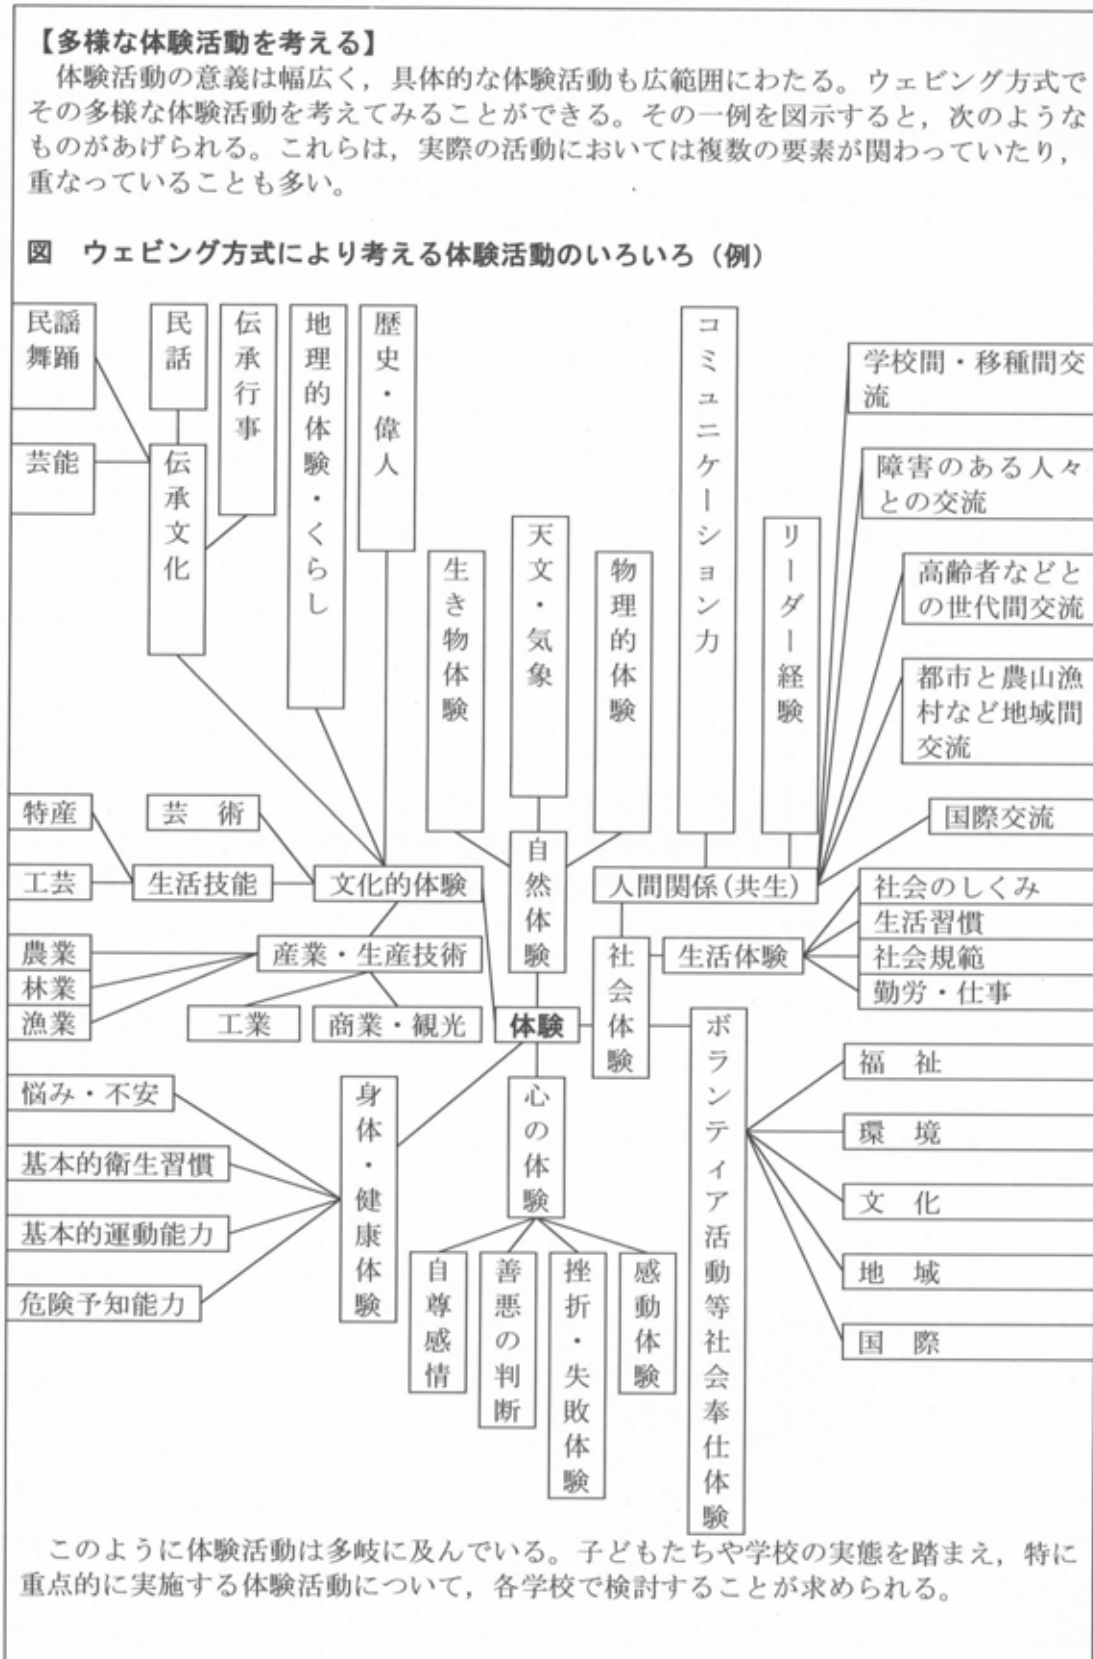 【多様な体験活動を考える】
体験活動の意義は幅広く，具体的な体験活動も広範囲にわたる。ウェビング方式で
その多様な体験活動を考えてみることができる。その一例を図示すると，次のような
ものがあげられる。これらは，実際の活動においては複数の要素が関わっていたり，
重なっていることも多い。
図　ウェビング方式により考える体験活動のいろいろ（例）
民謡
舞踊
民話
伝承行事
地理的体験・くらし
歴史・偉人
コミュニケーション力
学校間・移種間交
流
芸能
伝承文化
障害のある人々
との交流
生き物体験
天文・気象
物理的体験
リーダー経験
高齢者などと
の世代間交流
都市と農山漁
村など地域間
交流
特産
芸　術
国際交流
工芸
生活技能
文化的体験
自然体験
人間関係（共生）
社会のしくみ
生活習慣
農業
産業・生産技術
社会体験
生活体験
社会規範
林業
勤労・仕事
漁業
工業
商業・観光
体験
ボランティア活動等社会奉仕体験
福　祉
悩み・不安
身体・健康体験
心の体験
環　境
基本的衛生習慣
文　化
基本的運動能力
自尊感情
善悪の判断
挫折・失敗体験
感動体験
地　域
危険予知能力
国　際
このように体験活動は多岐に及んでいる。子どもたちや学校の実態を踏まえ，特に
重点的に実施する体験活動について，各学校で検討することが求められる。